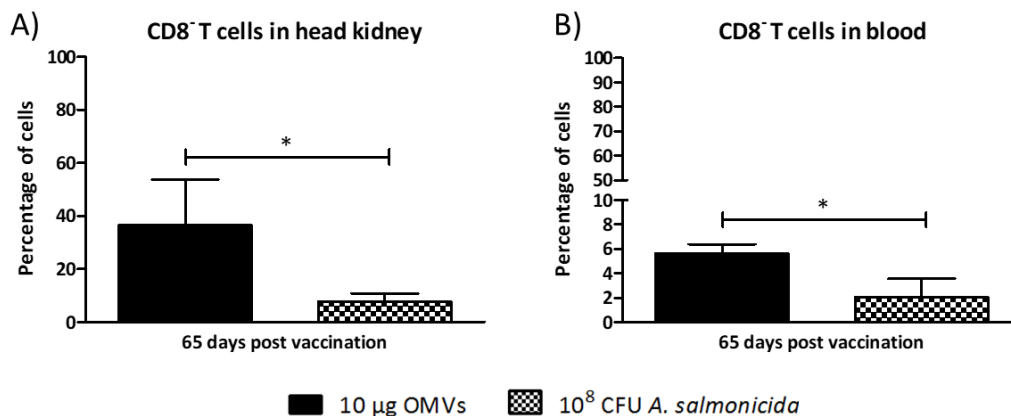 A)
CD8⁻ T cells in head kidney
Percentage of cells
100
80
60
40
20
0
*
65 days post vaccination
B)
CD8⁻ T cells in blood
Percentage of cells
100
90
80
70
60
50
10
8
6
4
2
0
*
65 days post vaccination
10 µg OMVs
10⁸ CFU A. salmonicida